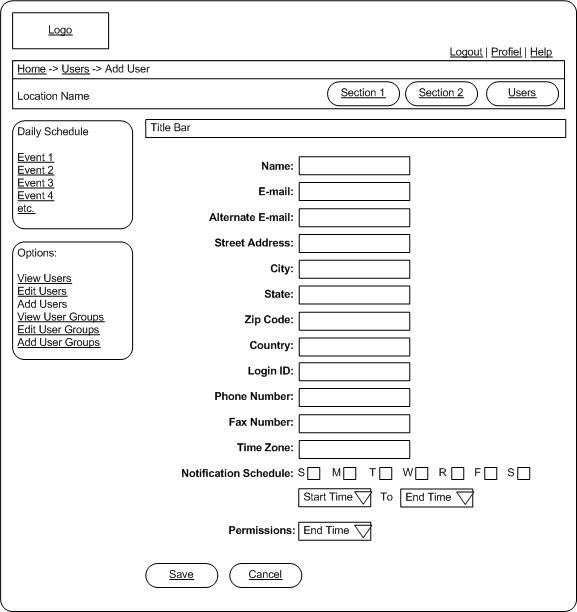 Logo
Logout | Profiel | Help
Home -> Users -> Add User
Location Name
Section 1
Section 2
Users
Daily Schedule
Event 1
Event 2
Event 3
Event 4
etc.
Options:
View Users
Edit Users
Add Users
View User Groups
Edit User Groups
Add User Groups
Title Bar
Name:
E-mail:
Alternate E-mail:
Street Address:
City:
State:
Zip Code:
Country:
Login ID:
Phone Number:
Fax Number:
Time Zone:
Notification Schedule: S M T W R F S
Start Time To End Time
Permissions: End Time
Save Cancel